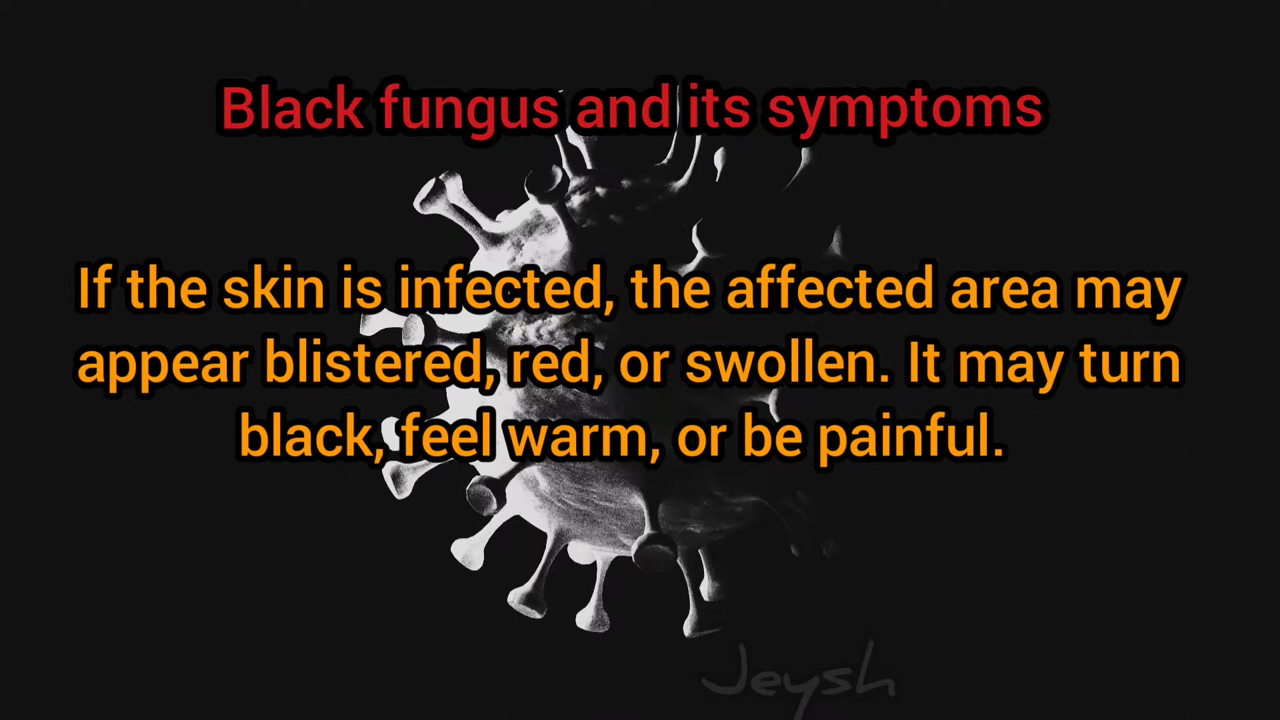 Black fungus and its symptoms
If the skin is infected, the affected area may
appear blistered, red, or swollen. It may turn
black, feel warm, or be painful.
Jeysh